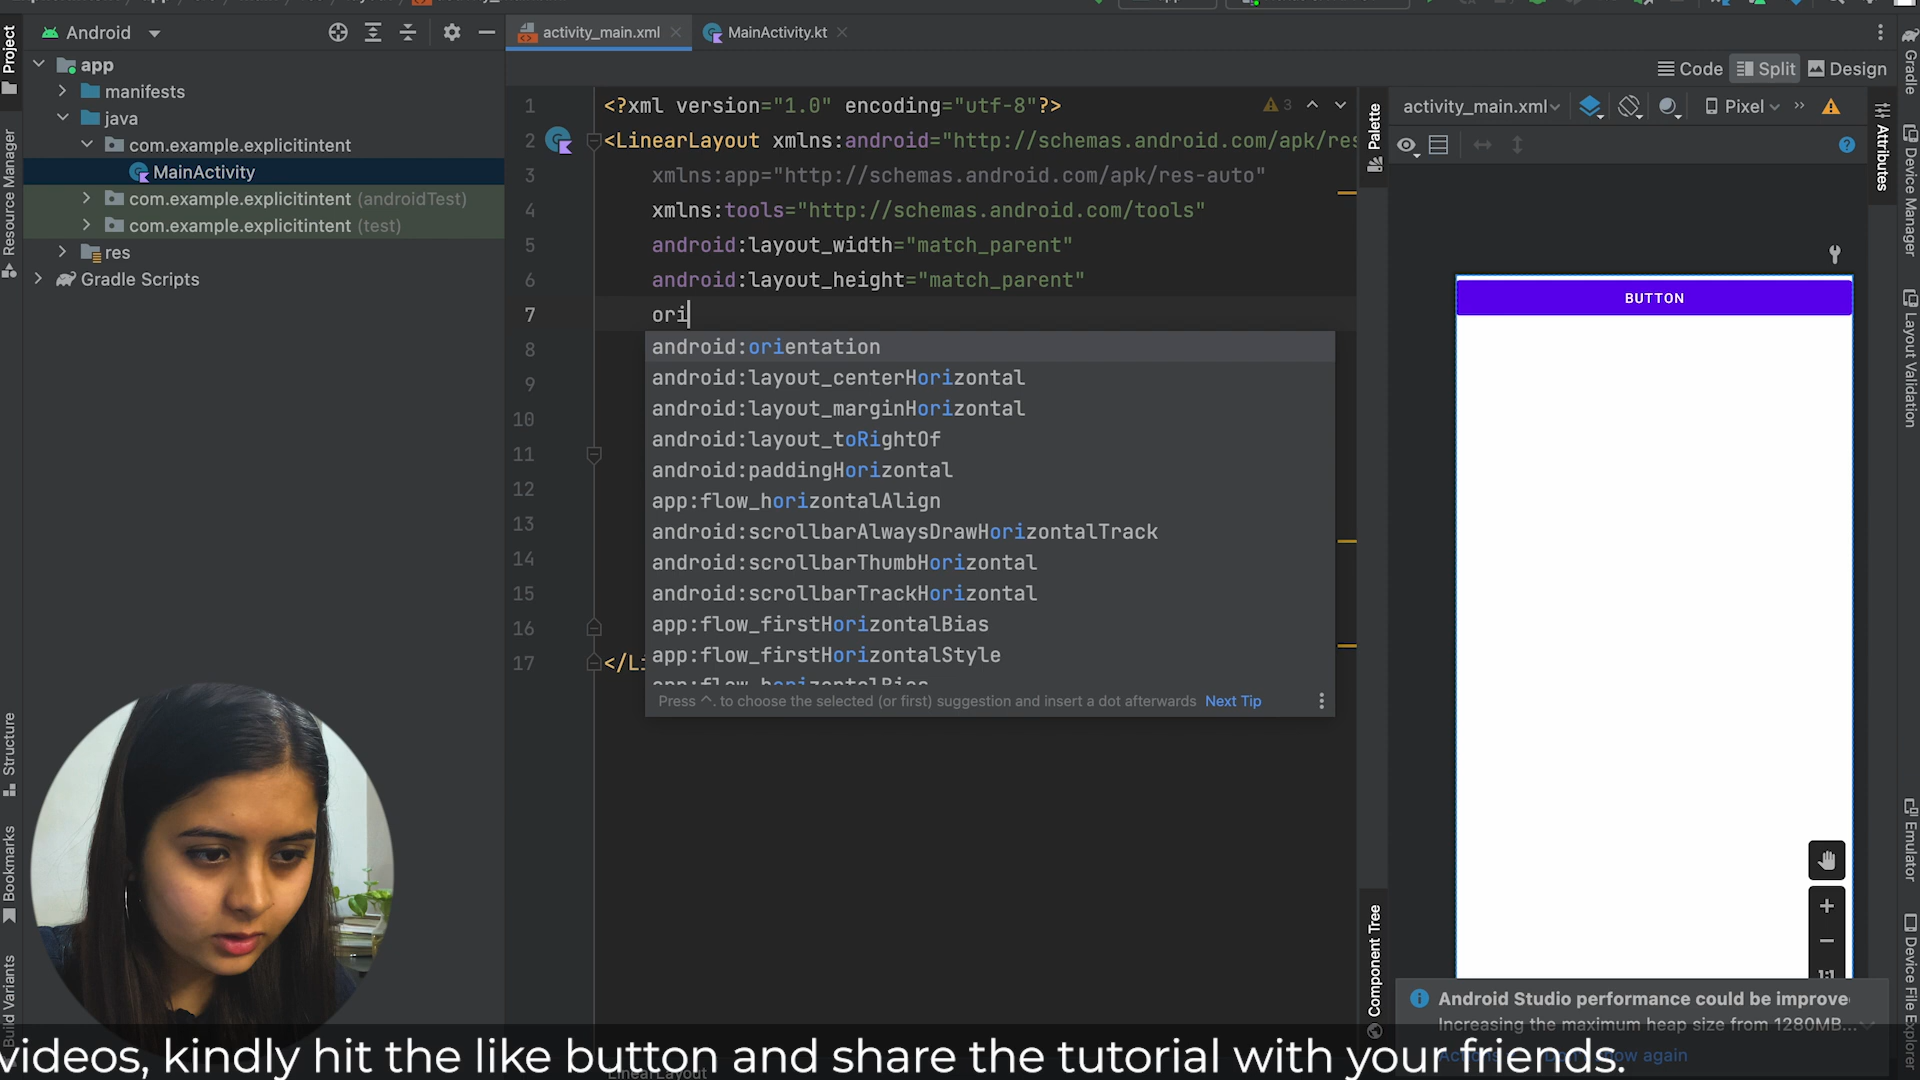 Android
activity_main.xml
MainActivity.kt
Project
Resource Manager
Structure
Bookmarks
Build Variants
app
manifests
java
com.example.explicitintent
MainActivity
com.example.explicitintent (androidTest)
com.example.explicitintent (test)
res
Gradle Scripts
Code
Split
Design
1 <?xml version="1.0" encoding="utf-8"?>
3
2 <LinearLayout xmlns:android="http://schemas.android.com/apk/res
3 xmlns:app="http://schemas.android.com/apk/res-auto"
4 xmlns:tools="http://schemas.android.com/tools"
5 android:layout_width="match_parent"
6 android:layout_height="match_parent"
7 ori
8
9
10
11
12
13
14
15
16
17 </Li
android:orientation
android:layout_centerHorizontal
android:layout_marginHorizontal
android:layout_toRightOf
android:paddingHorizontal
app:flow_horizontalAlign
android:scrollbarAlwaysDrawHorizontalTrack
android:scrollbarThumbHorizontal
android:scrollbarTrackHorizontal
app:flow_firstHorizontalBias
app:flow_firstHorizontalStyle
app:flow_horizontalBias
Press ^. to choose the selected (or first) suggestion and insert a dot afterwards Next Tip
Palette
Component Tree
activity_main.xml
Pixel
BUTTON
1:1
Attributes
Gradle
Device Manager
Layout Validation
Emulator
Device File Explorer
Android Studio performance could be improve
Increasing the maximum heap size from 1280MB...
videos, kindly hit the like button and share the tutorial with your friends.
LinearLayout